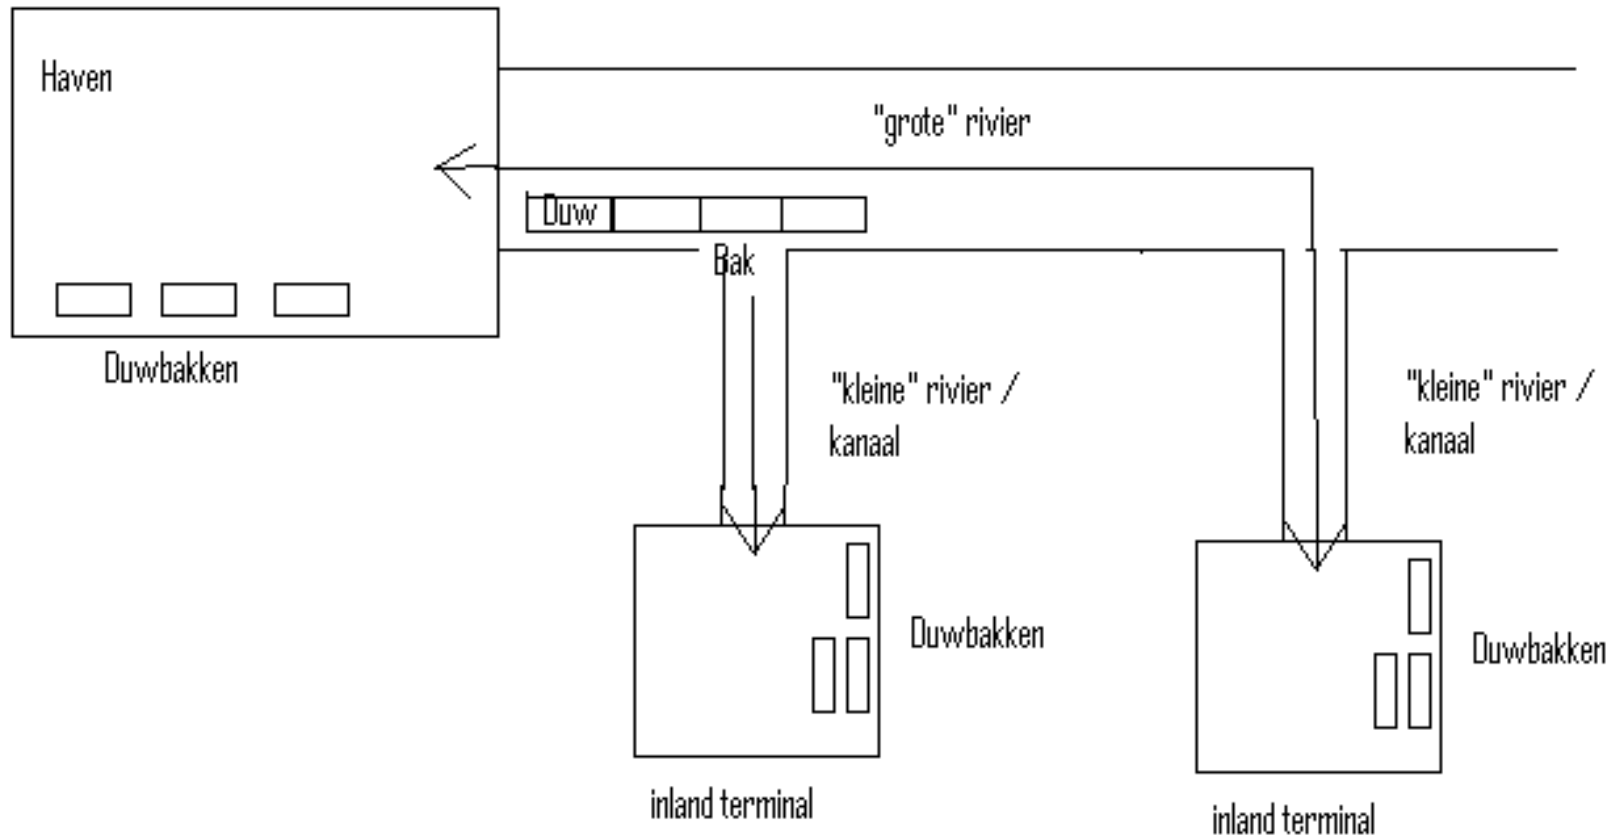 Haven
"grote" rivier
Duw
Bak
Duwbakken
"kleine" rivier /
kanaal
"kleine" rivier /
kanaal
Duwbakken
Duwbakken
inland terminal
inland terminal